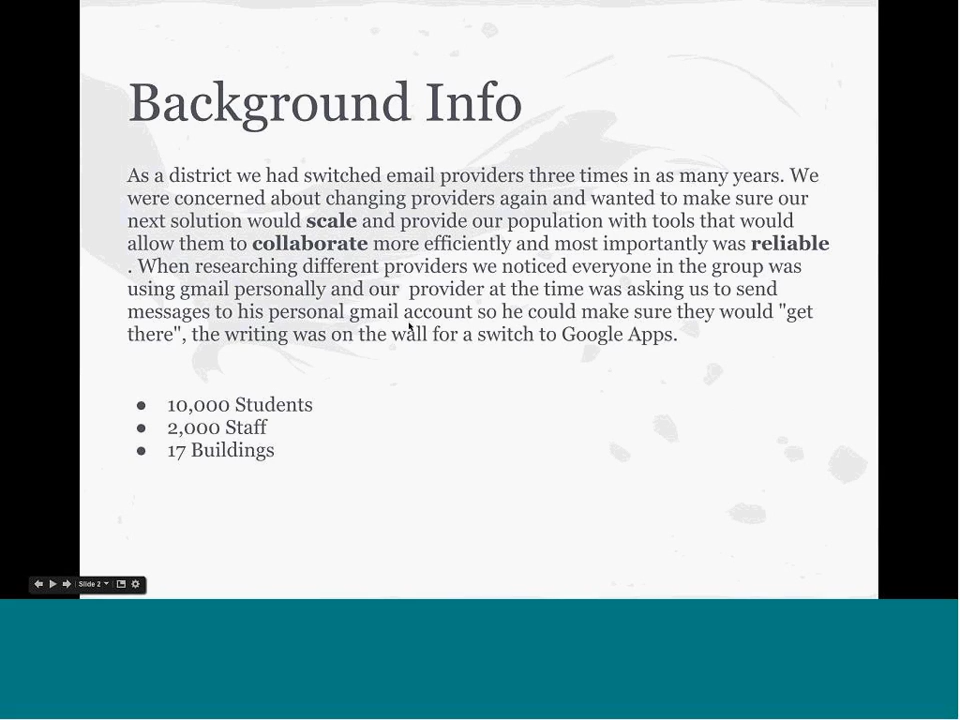 Background Info
As a district we had switched email providers three times in as many years. We
were concerned about changing providers again and wanted to make sure our
next solution would scale and provide our population with tools that would
allow them to collaborate more efficiently and most importantly was reliable
. When researching different providers we noticed everyone in the group was
using gmail personally and our  provider at the time was asking us to send
messages to his personal gmail account so he could make sure they would "get
there", the writing was on the wall for a switch to Google Apps.
● 10,000 Students
● 2,000 Staff
● 17 Buildings
Slide 2